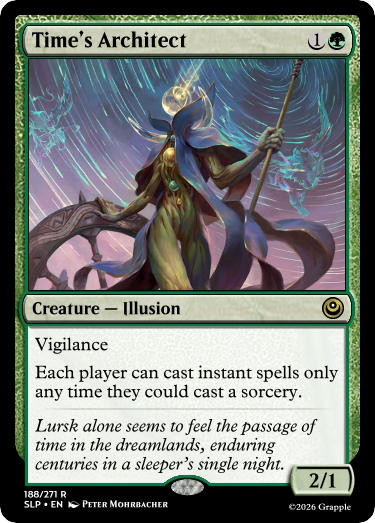 Time's Architect 1
Creature — Illusion
Vigilance
Each player can cast instant spells only
any time they could cast a sorcery.
Lursk alone seems to feel the passage of
time in the dreamlands, enduring
centuries in a sleeper's single night.
2/1
188/271 R
SLP • EN Peter Mohrbacher
©2026 Grapple